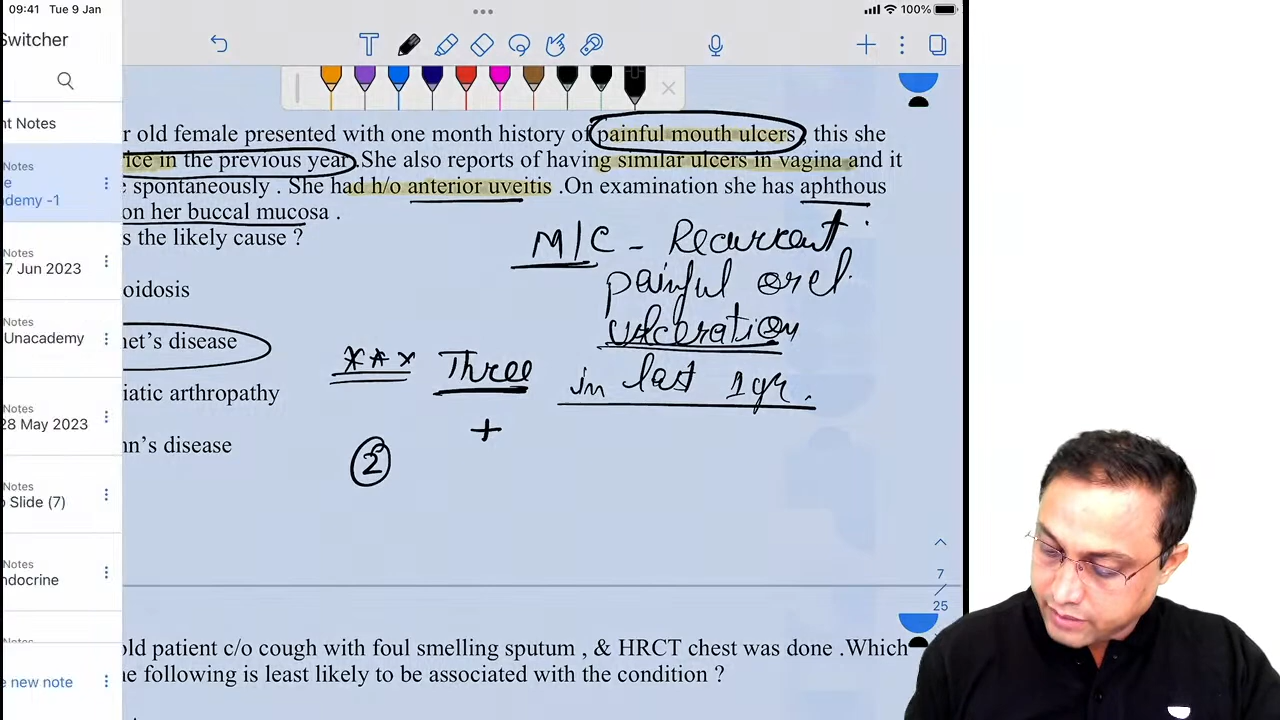 09:41 Tue 9 Jan
100%
Switcher
nt Notes
Notes
e
demy -1
Notes
7 Jun 2023
Notes
Unacademy
Notes
28 May 2023
Notes
o Slide (7)
Notes
ndocrine
Notes
e new note
r old female presented with one month history of painful mouth ulcers , this she
ice in the previous year .She also reports of having similar ulcers in vagina and it
e spontaneously . She had h/o anterior uveitis .On examination she has aphthous
on her buccal mucosa .
s the likely cause ?
M/C - Recurrent
painful oral
ulceration
in last 1yr.
oidosis
het's disease
iatic arthropathy
hn's disease
*** Three
+
2
7
/
25
old patient c/o cough with foul smelling sputum , & HRCT chest was done .Which
ne following is least likely to be associated with the condition ?